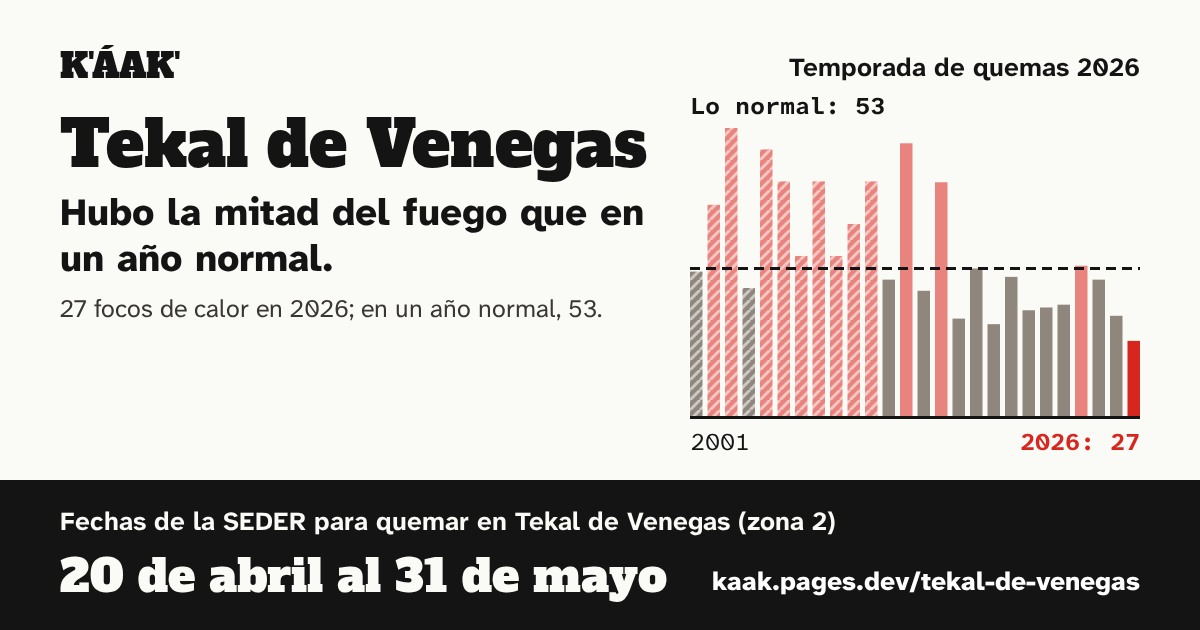 K'ÁAK'
Tekal de Venegas
Hubo la mitad del fuego que en
un año normal.
27 focos de calor en 2026; en un año normal, 53.
Temporada de quemas 2026
Lo normal: 53
2001
2026: 27
Fechas de la SEDER para quemar en Tekal de Venegas (zona 2)
20 de abril al 31 de mayo
kaak.pages.dev/tekal-de-venegas